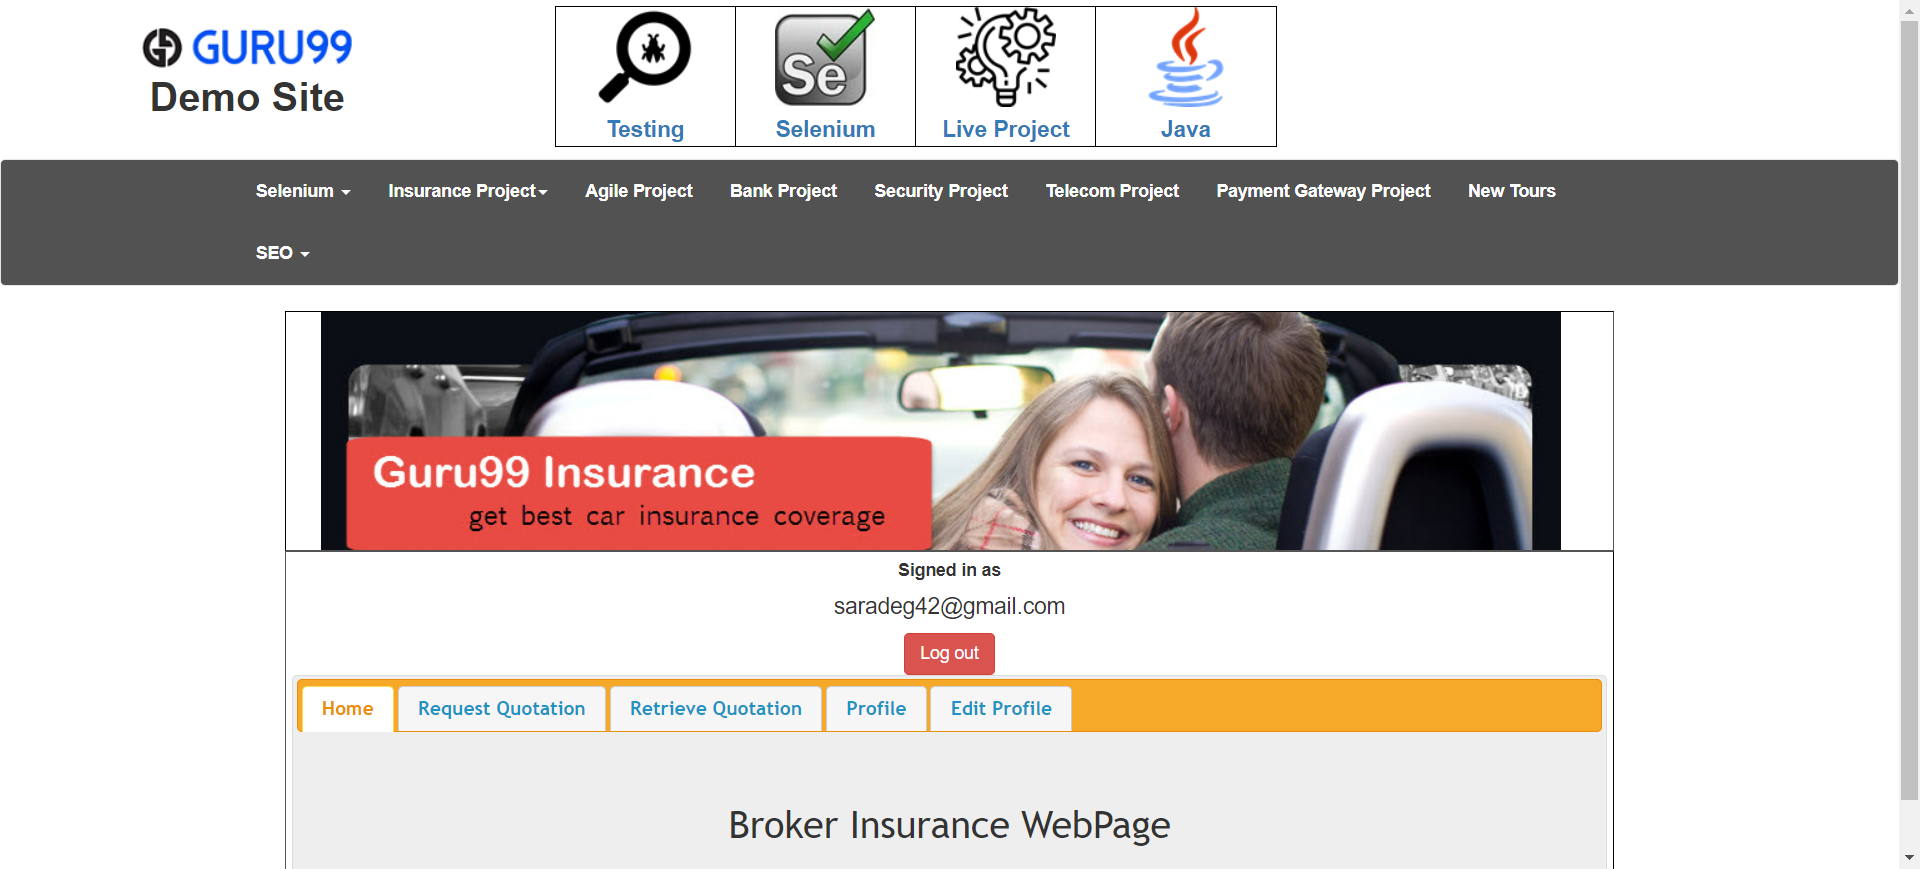 GURU99
Demo Site
Se
Testing
Selenium
Live Project
Java
Selenium
Insurance Project
Agile Project
Bank Project
Security Project
Telecom Project
Payment Gateway Project
New Tours
SEO
Guru99 Insurance
get best car insurance coverage
Signed in as
saradeg42@gmail.com
Log out
Home
Request Quotation
Retrieve Quotation
Profile
Edit Profile
Broker Insurance WebPage